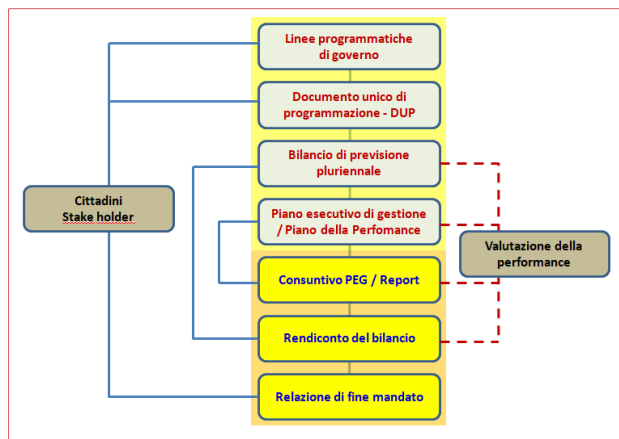 Linee programmatiche
di governo
Documento unico di
programmazione - DUP
Bilancio di previsione
pluriennale
Cittadini
Stake holder
Piano esecutivo di gestione
/ Piano della Perfomance
Valutazione della
performance
Consuntivo PEG / Report
Rendiconto del bilancio
Relazione di fine mandato